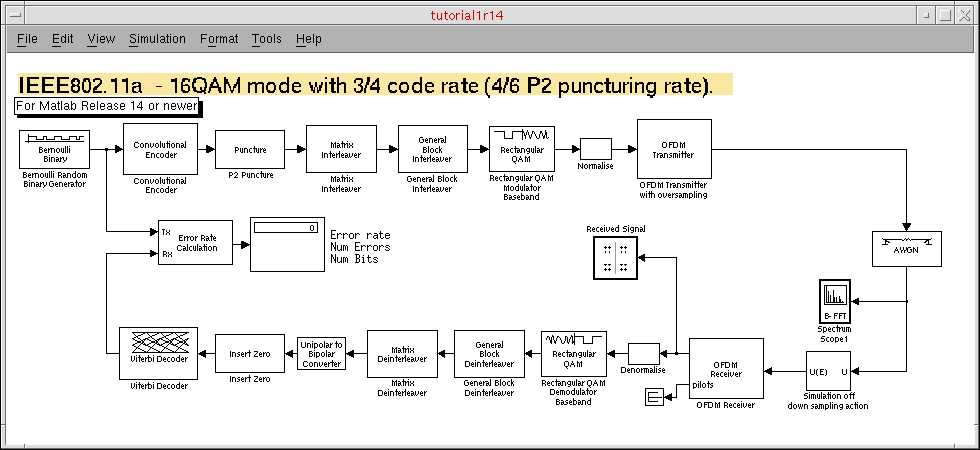 tutorial1r14
File Edit View Simulation Format Tools Help
IEEE802.11a - 16QAM mode with 3/4 code rate (4/6 P2 puncturing rate).
For Matlab Release 14 or newer
Bernoulli
Binary
Bernoulli Random
Binary Generator
Convolutional
Encoder
Convolutional
Encoder
Puncture
P2 Puncture
Matrix
Interleaver
Matrix
Interleaver
General
Block
Interleaver
General Block
Interleaver
Rectangular
QAM
Rectangular QAM
Modulator
Baseband
Normalise
OFDM
Transmitter
OFDM Transmitter
with oversampling
AWGN
Tx
Rx
Error Rate
Calculation
0
Error rate
Num Errors
Num Bits
Received Signal
B-FFT
Spectrum
Scope1
Viterbi Decoder
Viterbi Decoder
Insert Zero
Insert Zero
Unipolar to
Bipolar
Converter
Matrix
Deinterleaver
Matrix
Deinterleaver
General
Block
Deinterleaver
General Block
Deinterleaver
Rectangular
QAM
Rectangular QAM
Demodulator
Baseband
Denormalise
OFDM
Receiver
pilots
OFDM Receiver
U(E) U
Simulation off
down sampling action